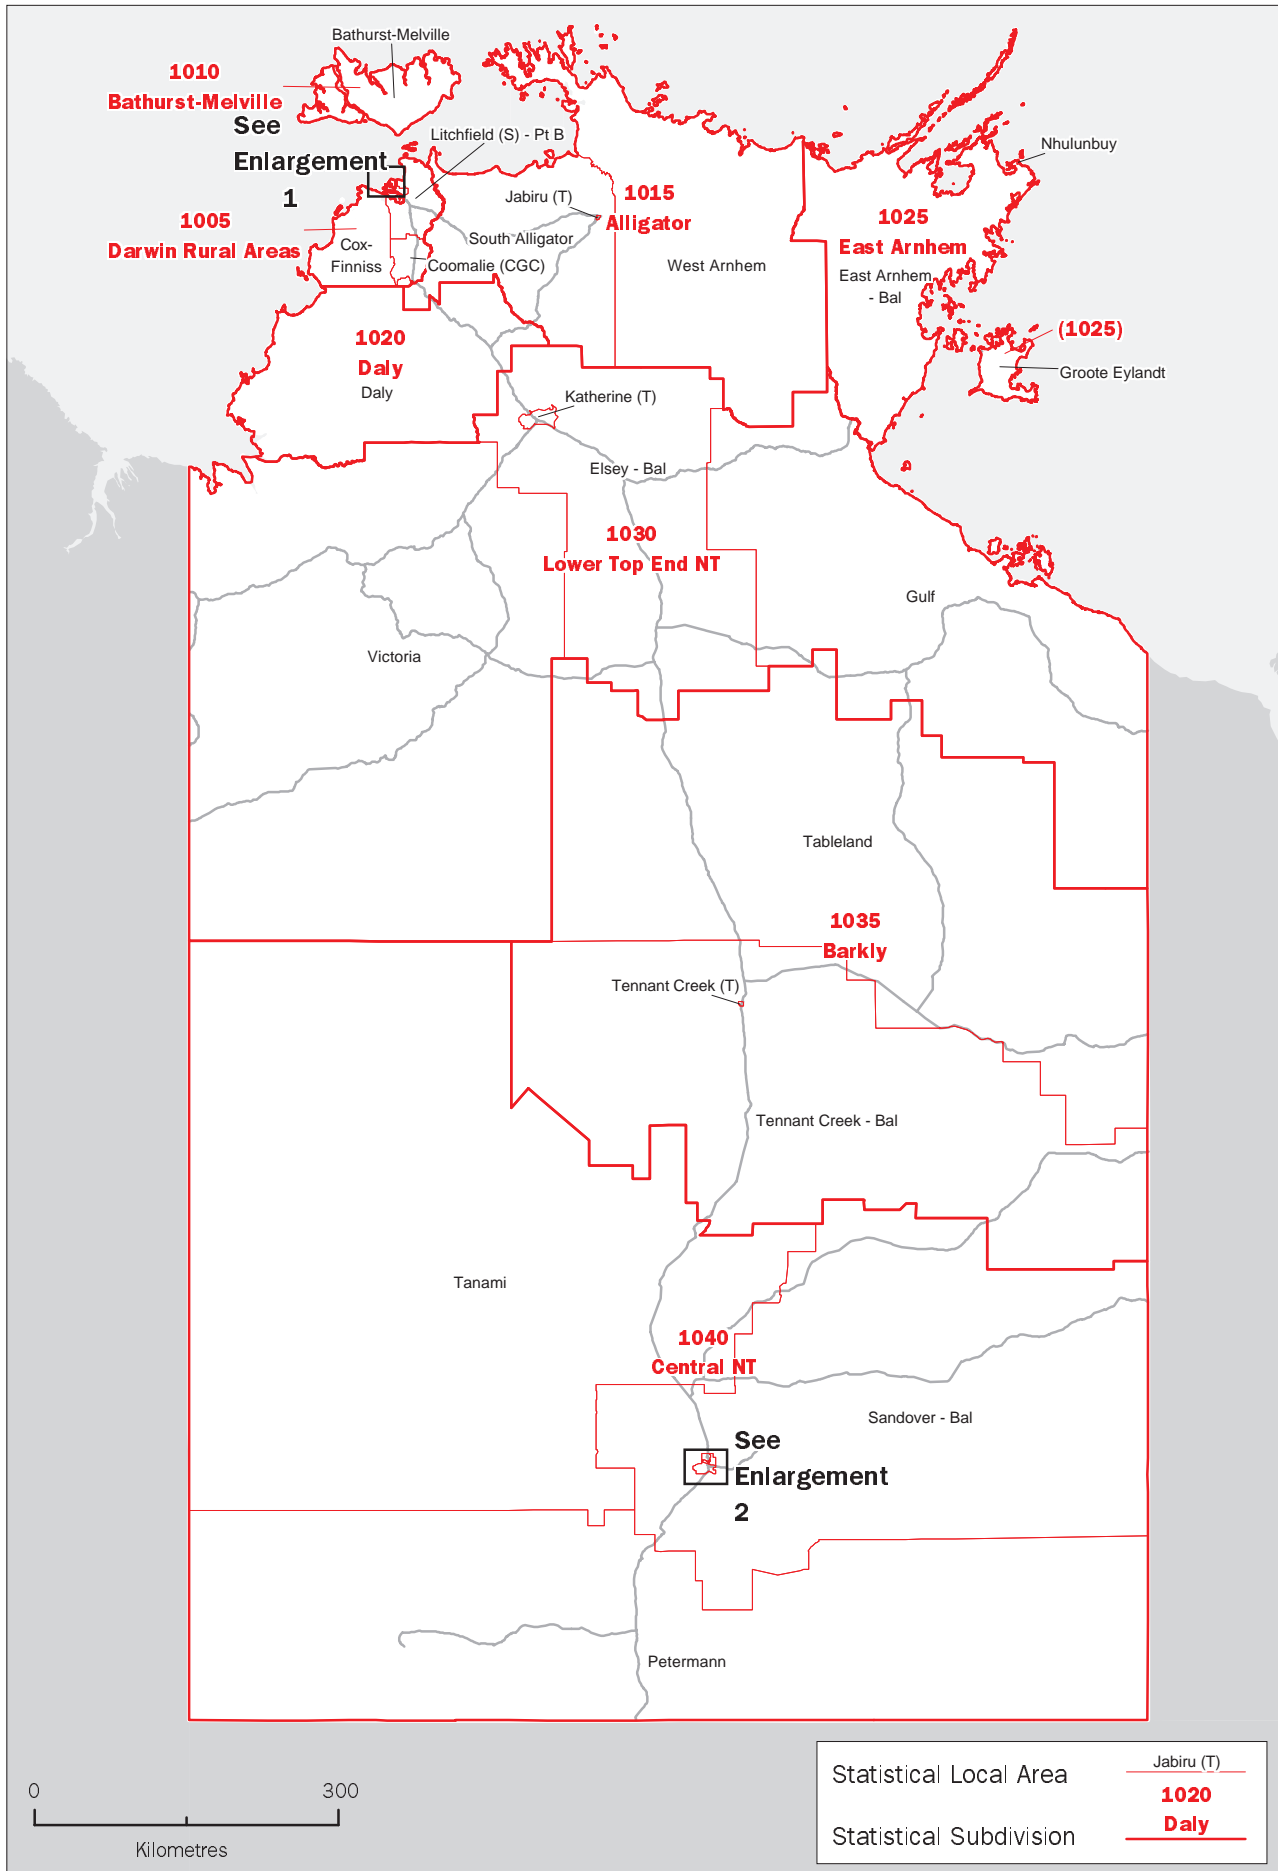 Bathurst-Melville
1010
Bathurst-Melville
See
Enlargement
1
Litchfield (S) - Pt B
Nhulunbuy
1005
Darwin Rural Areas
Jabiru (T)
1015
Alligator
1025
East Arnhem
Cox-
Finniss
South Alligator
Coomalie (CGC)
West Arnhem
East Arnhem
- Bal
1020
Daly
Daly
(1025)
Groote Eylandt
Katherine (T)
Elsey - Bal
1030
Lower Top End NT
Gulf
Victoria
Tableland
1035
Barkly
Tennant Creek (T)
Tennant Creek - Bal
Tanami
1040
Central NT
Sandover - Bal
See
Enlargement
2
Petermann
0 300
Kilometres
Statistical Local Area
Jabiru (T)
1020
Daly
Statistical Subdivision